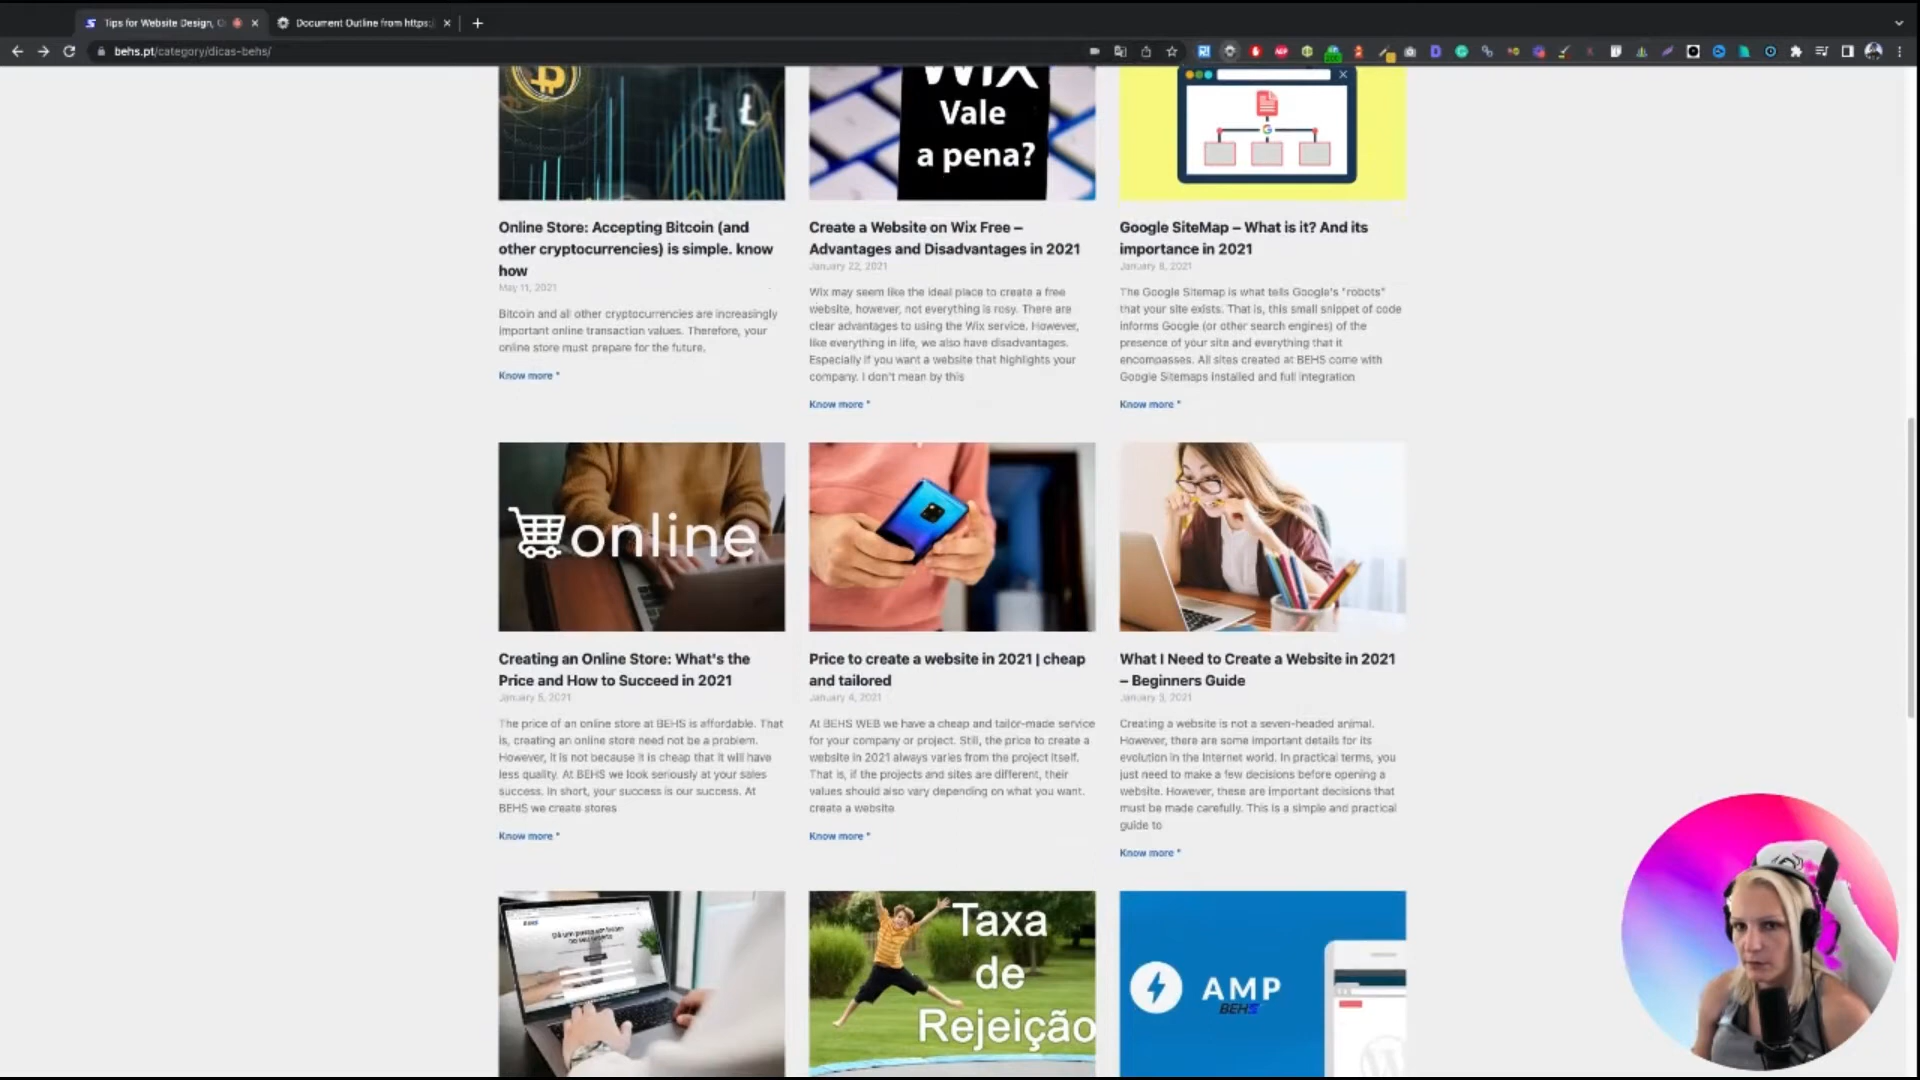 Tips for Website Design, O
Document Outline from https:
behs.pt/category/dicas-behs/
Wix
Vale
a pena?
Online Store: Accepting Bitcoin (and
other cryptocurrencies) is simple. know
how
May 11, 2021
Bitcoin and all other cryptocurrencies are increasingly
important online transaction values. Therefore, your
online store must prepare for the future.
Know more "
Create a Website on Wix Free –
Advantages and Disadvantages in 2021
January 22, 2021
Wix may seem like the ideal place to create a free
website, however, not everything is rosy. There are
clear advantages to using the Wix service. However,
like everything in life, we also have disadvantages.
Especially if you want a website that highlights your
company. I don't mean by this
Know more "
Google SiteMap – What is it? And its
importance in 2021
January 8, 2021
The Google Sitemap is what tells Google's "robots"
that your site exists. That is, this small snippet of code
informs Google (or other search engines) of the
presence of your site and everything that it
encompasses. All sites created at BEHS come with
Google Sitemaps installed and full integration
Know more "
online
Creating an Online Store: What's the
Price and How to Succeed in 2021
January 5, 2021
The price of an online store at BEHS is affordable. That
is, creating an online store need not be a problem.
However, it is not because it is cheap that it will have
less quality. At BEHS we look seriously at your sales
success. In short, your success is our success. At
BEHS we create stores
Know more "
Price to create a website in 2021 | cheap
and tailored
January 4, 2021
At BEHS WEB we have a cheap and tailor-made service
for your company or project. Still, the price to create a
website in 2021 always varies from the project itself.
That is, if the projects and sites are different, their
values should also vary depending on what you want.
create a website
Know more "
What I Need to Create a Website in 2021
– Beginners Guide
January 3, 2021
Creating a website is not a seven-headed animal.
However, there are some important details for its
evolution in the Internet world. In practical terms, you
just need to make a few decisions before opening a
website. However, these are important decisions that
must be made carefully. This is a simple and practical
guide to
Know more "
Taxa
de
Rejeição
AMP
BEHS